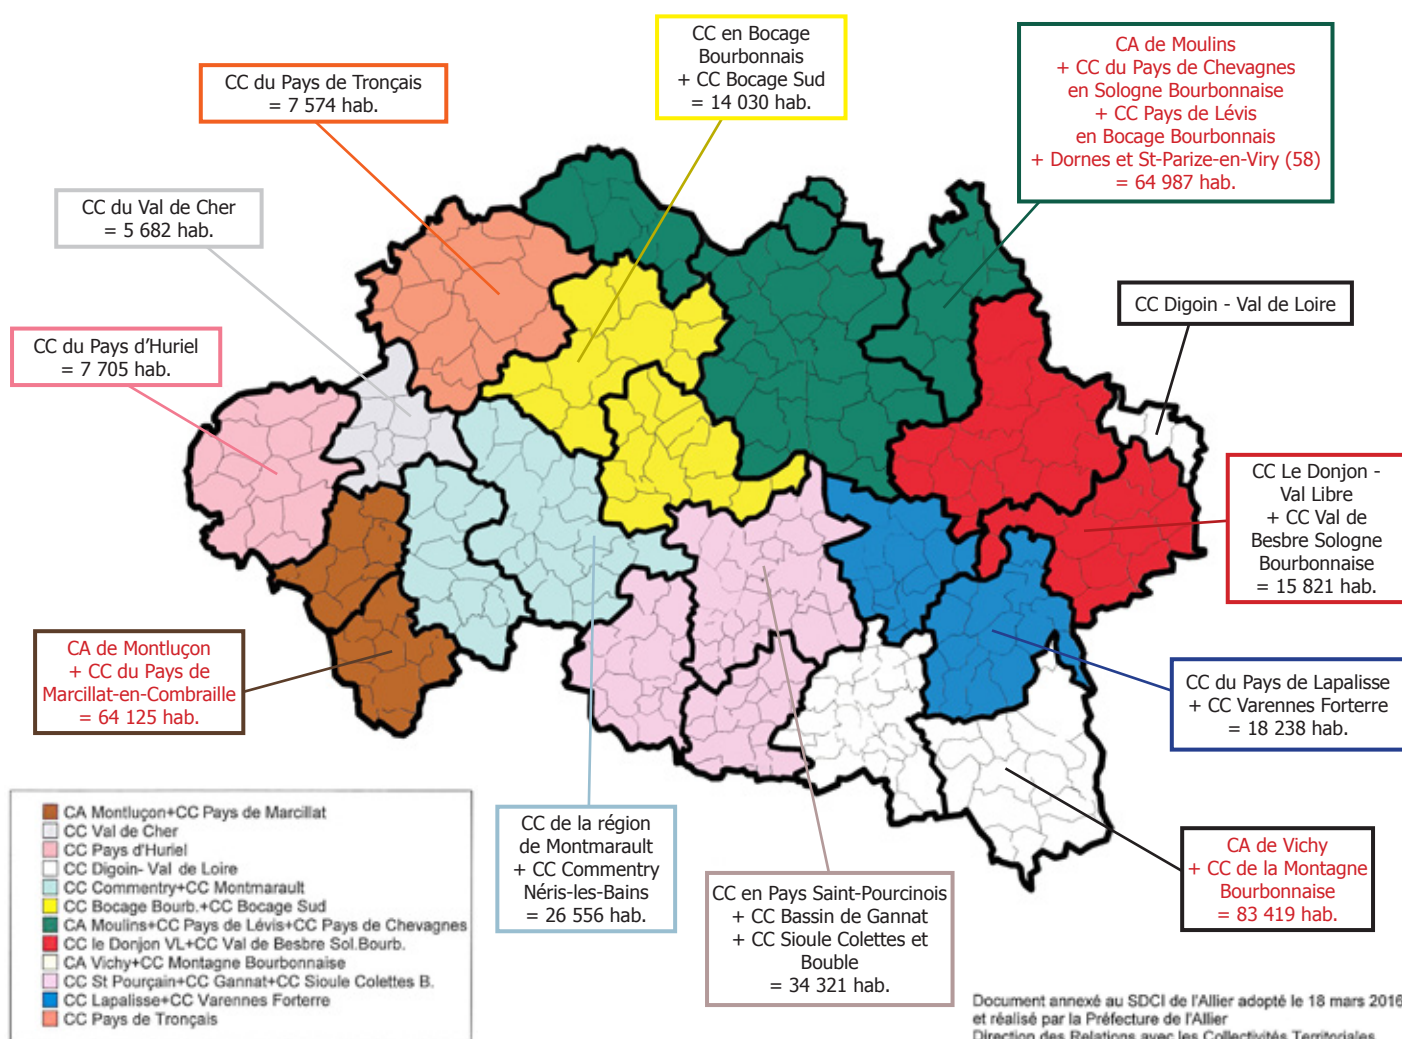 CC en Bocage
Bourbonnais
+ CC Bocage Sud
= 14 030 hab.
CA de Moulins
+ CC du Pays de Chevagnes
en Sologne Bourbonnaise
+ CC Pays de Lévis
en Bocage Bourbonnais
+ Dornes et St-Parize-en-Viry (58)
= 64 987 hab.
CC du Pays de Tronçais
= 7 574 hab.
CC du Val de Cher
= 5 682 hab.
CC Digoin - Val de Loire
CC du Pays d'Huriel
= 7 705 hab.
CC Le Donjon -
Val Libre
+ CC Val de
Besbre Sologne
Bourbonnaise
= 15 821 hab.
CA de Montluçon
+ CC du Pays de
Marcillat-en-Combraille
= 64 125 hab.
CC du Pays de Lapalisse
+ CC Varennes Forterre
= 18 238 hab.
CC de la région
de Montmarault
+ CC Commentry
Néris-les-Bains
= 26 556 hab.
CC en Pays Saint-Pourcinois
+ CC Bassin de Gannat
+ CC Sioule Colettes et
Bouble
= 34 321 hab.
CA de Vichy
+ CC de la Montagne
Bourbonnaise
= 83 419 hab.
CA Montluçon+CC Pays de Marcillat
CC Val de Cher
CC Pays d'Huriel
CC Digoin- Val de Loire
CC Commentry+CC Montmarault
CC Bocage Bourb.+CC Bocage Sud
CA Moulins+CC Pays de Lévis+CC Pays de Chevagnes
CC le Donjon VL+CC Val de Besbre Sol.Bourb.
CA Vichy+CC Montagne Bourbonnaise
CC St Pourçain+CC Gannat+CC Sioule Colettes B.
CC Lapalisse+CC Varennes Forterre
CC Pays de Tronçais
Document annexé au SDCI de l'Allier adopté le 18 mars 2016
et réalisé par la Préfecture de l'Allier
Direction des Relations avec les Collectivités Territoriales